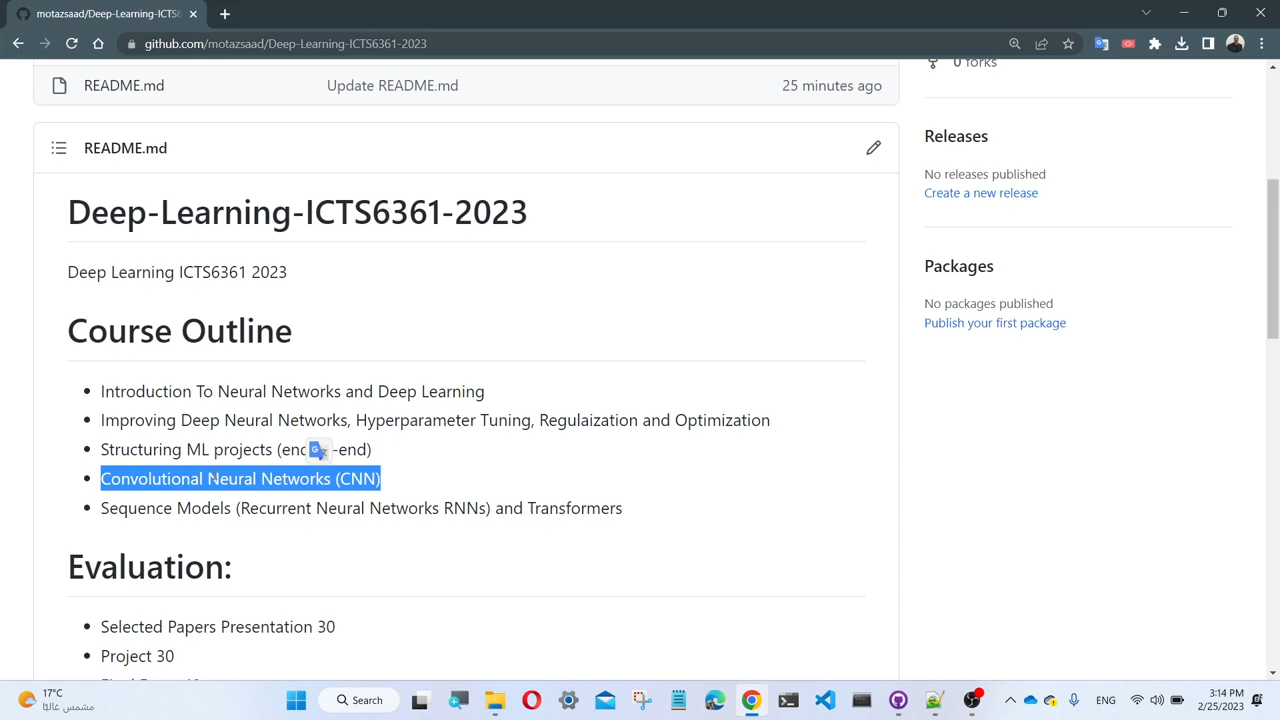 motazsaad/Deep-Learning-ICTS6
github.com/motazsaad/Deep-Learning-ICTS6361-2023
0 forks
README.md
Update README.md
25 minutes ago
README.md
Deep-Learning-ICTS6361-2023
Deep Learning ICTS6361 2023
Course Outline
Introduction To Neural Networks and Deep Learning
Improving Deep Neural Networks, Hyperparameter Tuning, Regulaization and Optimization
Structuring ML projects (end -end)
Convolutional Neural Networks (CNN)
Sequence Models (Recurrent Neural Networks RNNs) and Transformers
Evaluation:
Selected Papers Presentation 30
Project 30
Releases
No releases published
Create a new release
Packages
No packages published
Publish your first package
17°C
مشمس غالبًا
Search
ENG
3:14 PM
2/25/2023